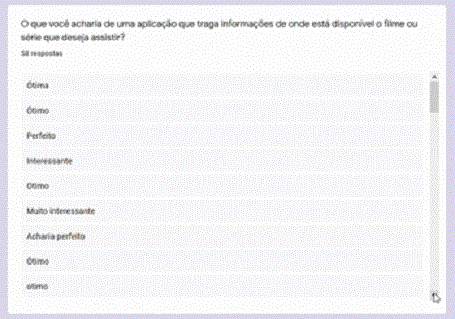 O que você acharia de uma aplicação que traga informações de onde está disponível o filme ou
série que deseja assistir?
58 respostas
Ótima
Ótimo
Perfeito
Interessante
Otimo
Muito interessante
Acharia perfeito
Ótimo
otimo